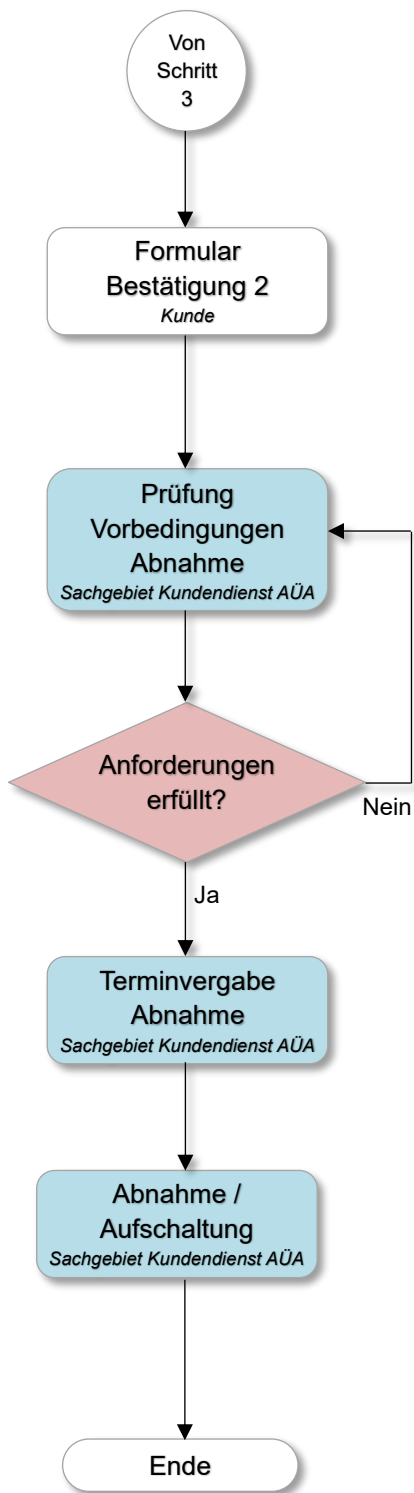 Von
Schritt
3
Formular
Bestätigung 2
Kunde
Prüfung
Vorbedingungen
Abnahme
Sachgebiet Kundendienst AÜA
Anforderungen
erfüllt?
Nein
Ja
Terminvergabe
Abnahme
Sachgebiet Kundendienst AÜA
Abnahme /
Aufschaltung
Sachgebiet Kundendienst AÜA
Ende